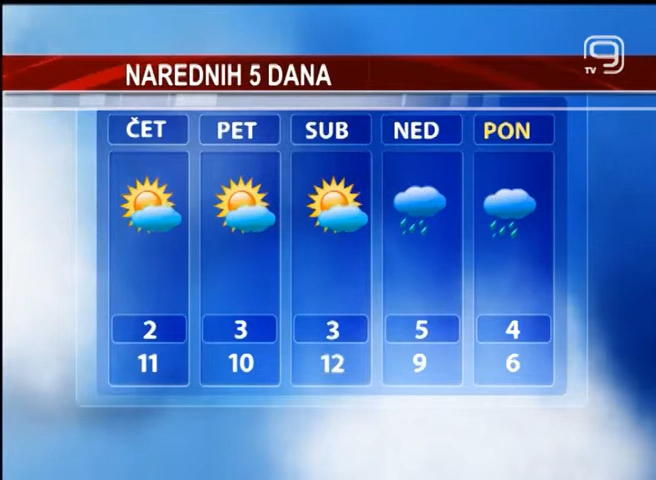 NAREDNIH 5 DANA
9
TV
ČET PET SUB NED PON
2 3 3 5 4
11 10 12 9 6